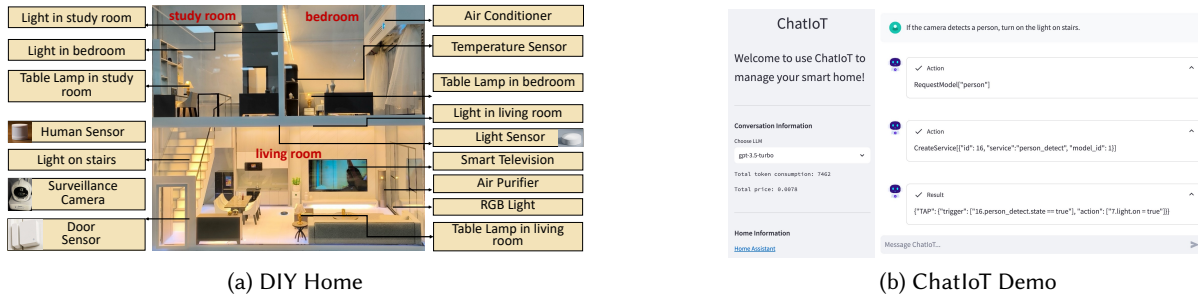 Light in study room
Light in bedroom
Table Lamp in study
room
Human Sensor
Light on stairs
Surveillance
Camera
Door
Sensor
study room
bedroom
living room
Air Conditioner
Temperature Sensor
Table Lamp in bedroom
Light in living room
Light Sensor
Smart Television
Air Purifier
RGB Light
Table Lamp in living
room
(a) DIY Home
ChatIoT
Welcome to use ChatIoT to
manage your smart home!
Conversation Information
Choose LLM
gpt-3.5-turbo
Total token consumption: 7462
Total price: 0.0078
Home Information
Home Assistant
If the camera detects a person, turn on the light on stairs.
Action
RequestModel["person"]
Action
CreateService[{"id": 16, "service":"person_detect", "model_id": 1}]
Result
{"TAP": {"trigger": ["16.person_detect.state == true"], "action": ["7.light.on = true"]}}
Message ChatIoT...
(b) ChatIoT Demo